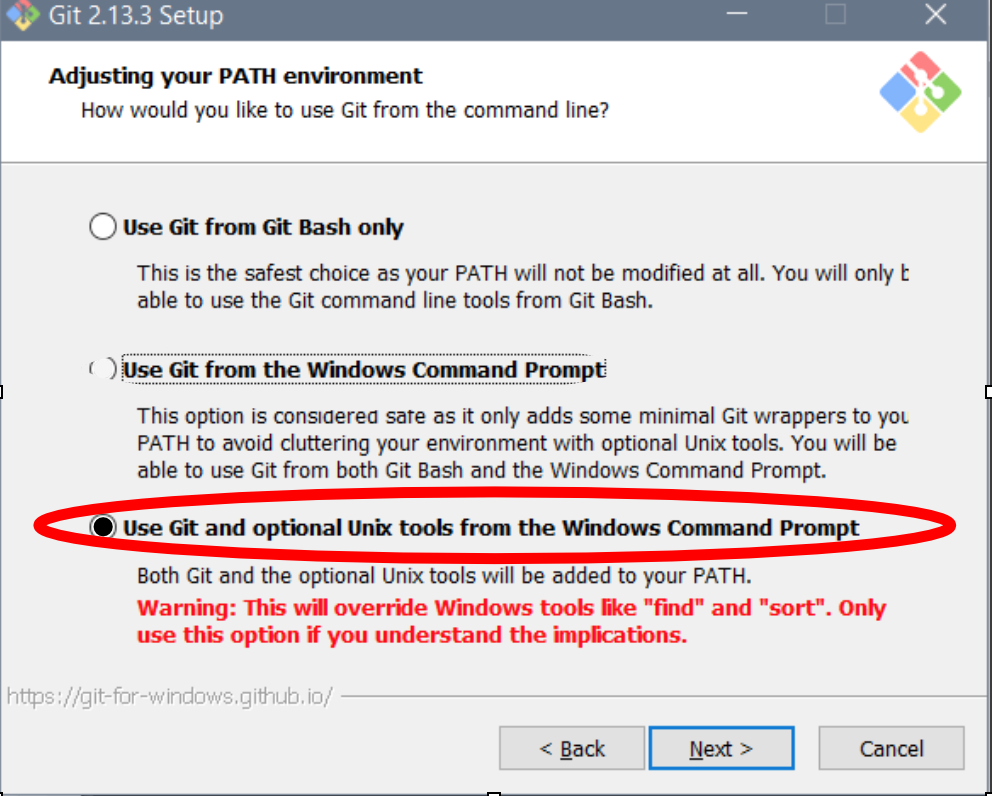 Git 2.13.3 Setup
Adjusting your PATH environment
How would you like to use Git from the command line?
Use Git from Git Bash only
This is the safest choice as your PATH will not be modified at all. You will only b
able to use the Git command line tools from Git Bash.
Use Git from the Windows Command Prompt
This option is considered safe as it only adds some minimal Git wrappers to you
PATH to avoid cluttering your environment with optional Unix tools. You will be
able to use Git from both Git Bash and the Windows Command Prompt.
Use Git and optional Unix tools from the Windows Command Prompt
Both Git and the optional Unix tools will be added to your PATH.
Warning: This will override Windows tools like "find" and "sort". Only
use this option if you understand the implications.
https://git-for-windows.github.io/
< Back Next > Cancel